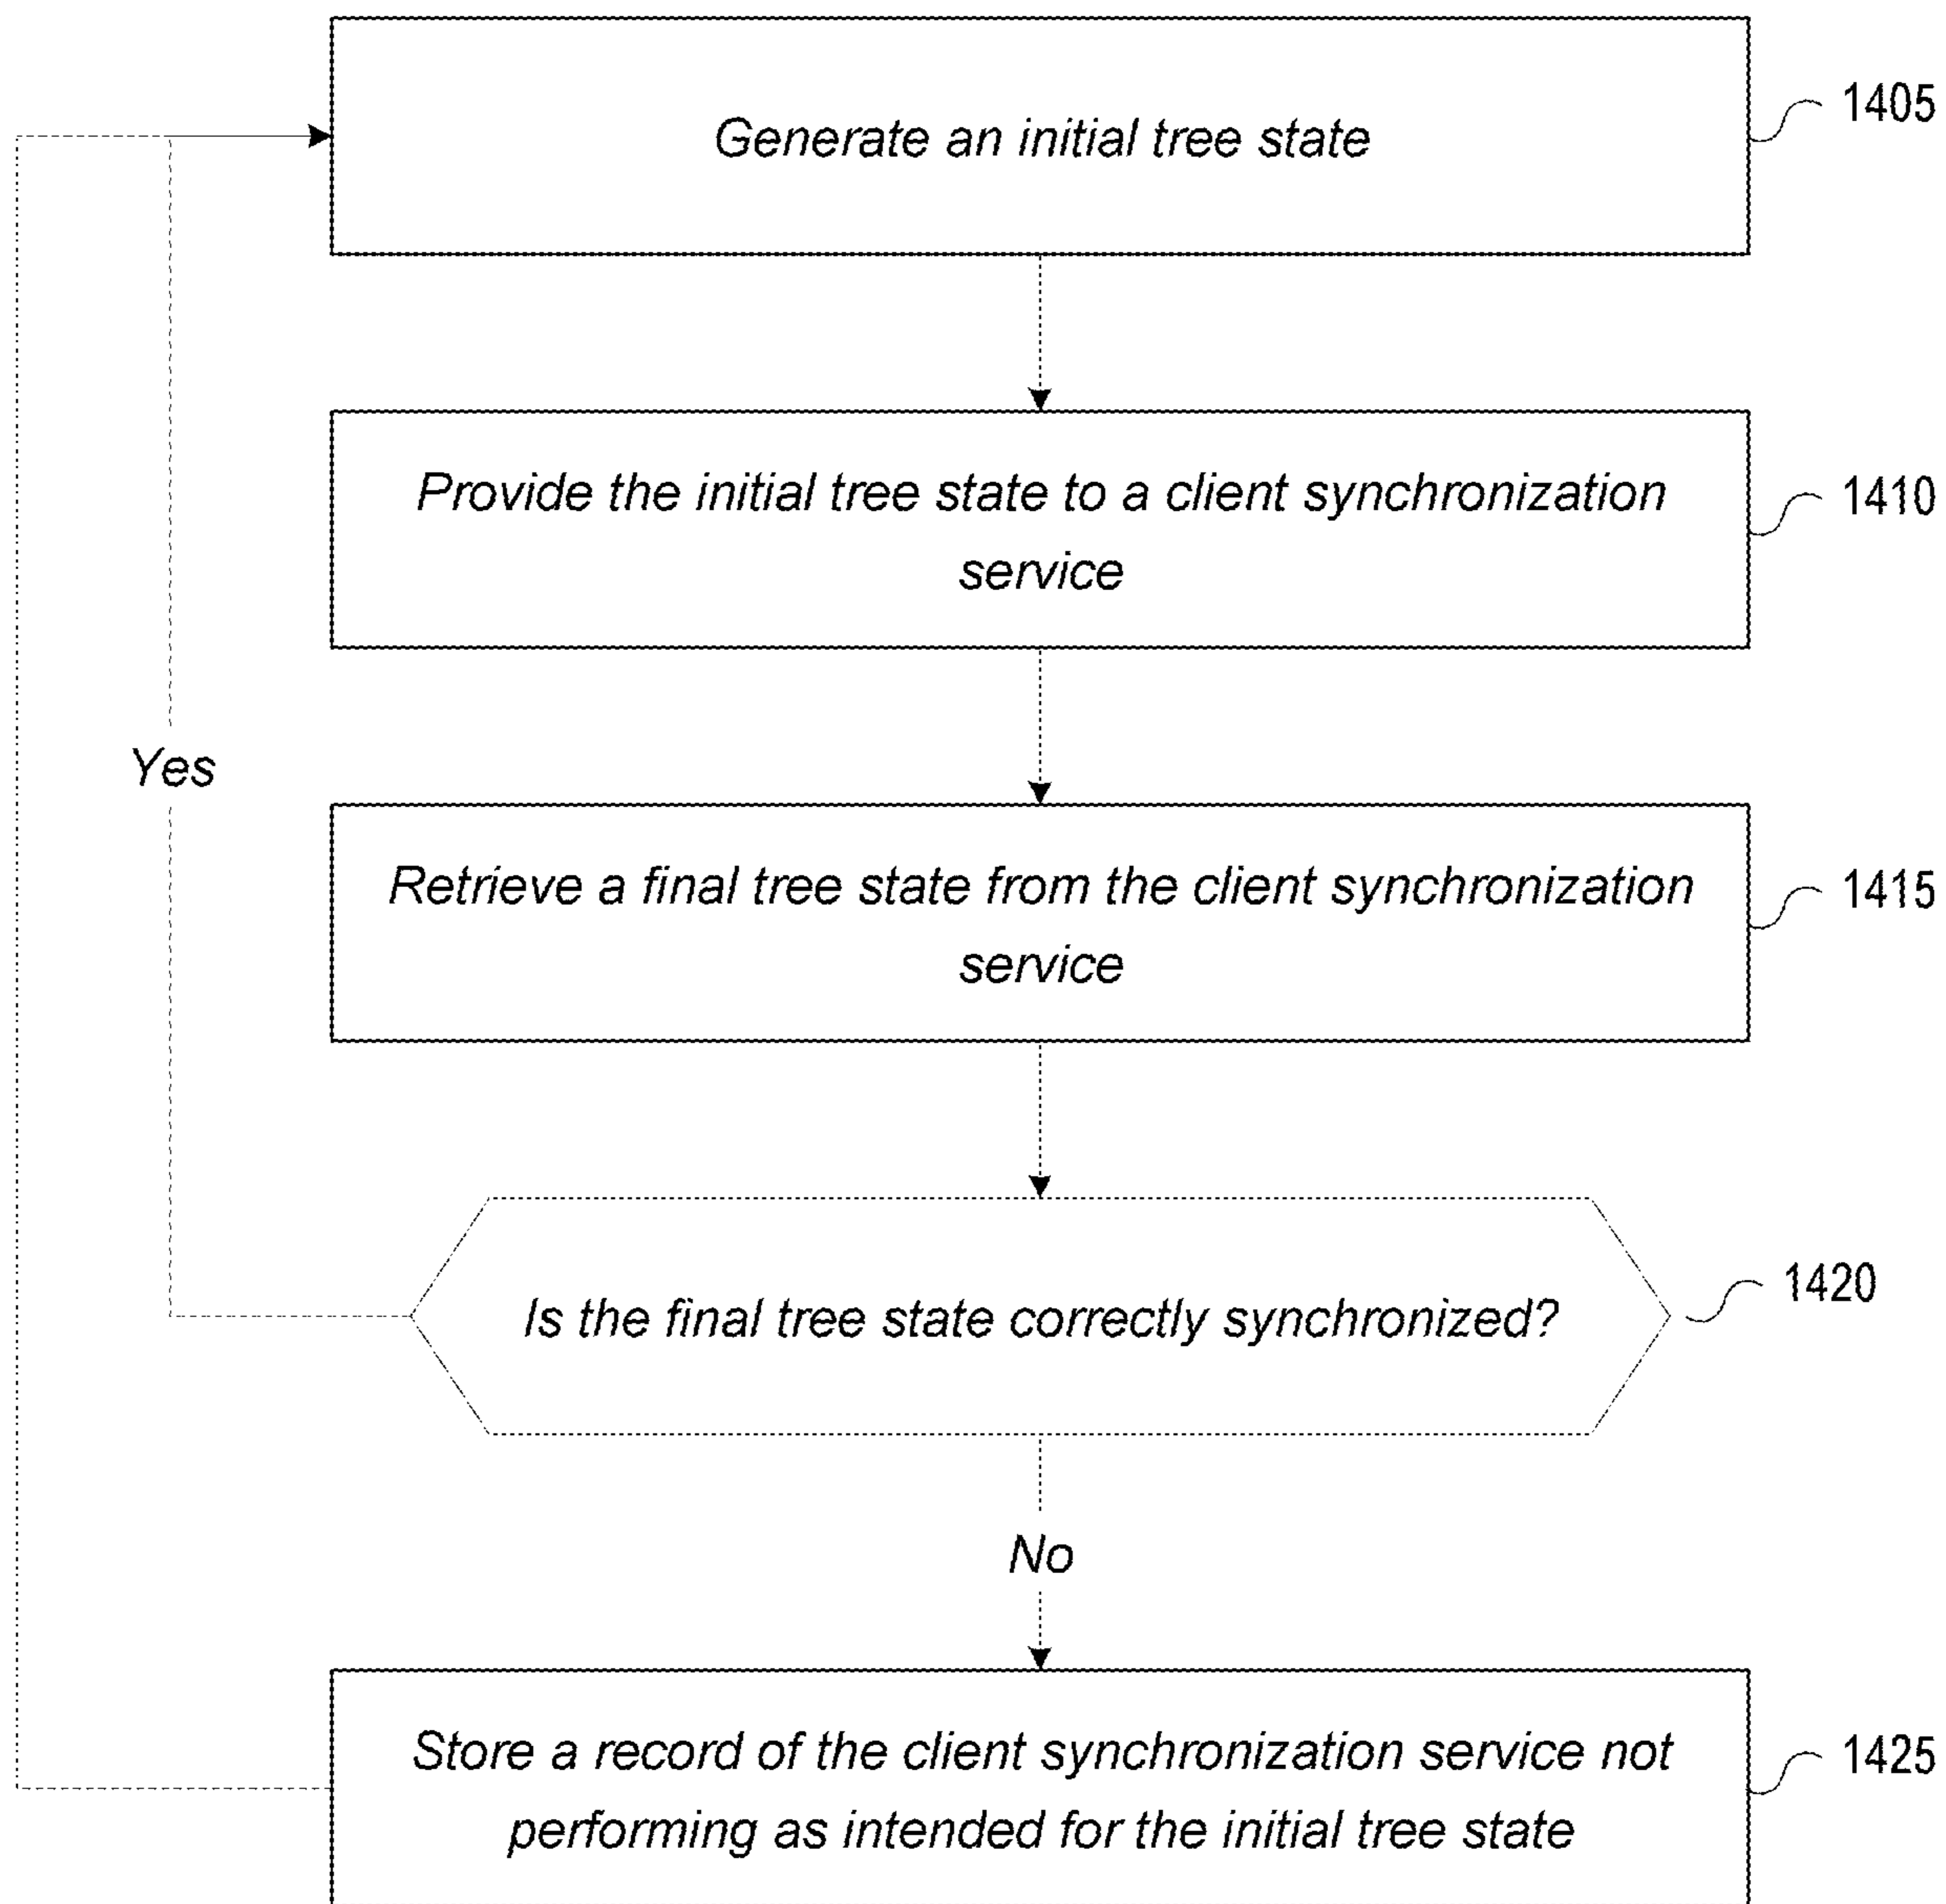 Generate an initial tree state
1405
Provide the initial tree state to a client synchronization
service
1410
Yes
Retrieve a final tree state from the client synchronization
service
1415
Is the final tree state correctly synchronized?
1420
No
Store a record of the client synchronization service not
performing as intended for the initial tree state
1425